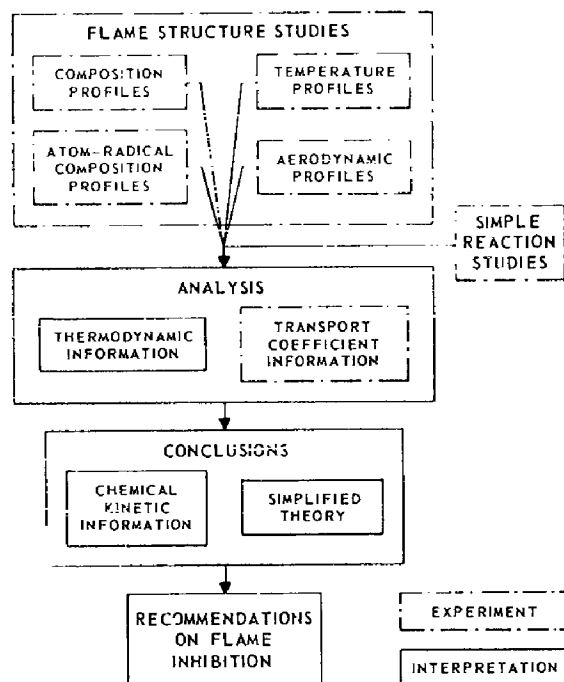 FLAME STRUCTURE STUDIES
COMPOSITION
PROFILES
TEMPERATURE
PROFILES
ATOM-RADICAL
COMPOSITION
PROFILES
AERODYNAMIC
PROFILES
SIMPLE
REACTION
STUDIES
ANALYSIS
THERMODYNAMIC
INFORMATION
TRANSPORT
COEFFICIENT
INFORMATION
CONCLUSIONS
CHEMICAL
KINETIC
INFORMATION
SIMPLIFIED
THEORY
RECOMMENDATIONS
ON FLAME
INHIBITION
EXPERIMENT
INTERPRETATION